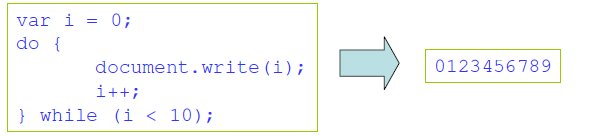 var i = 0;
do {
        document.write(i);
        i++;
} while (i < 10);
0123456789